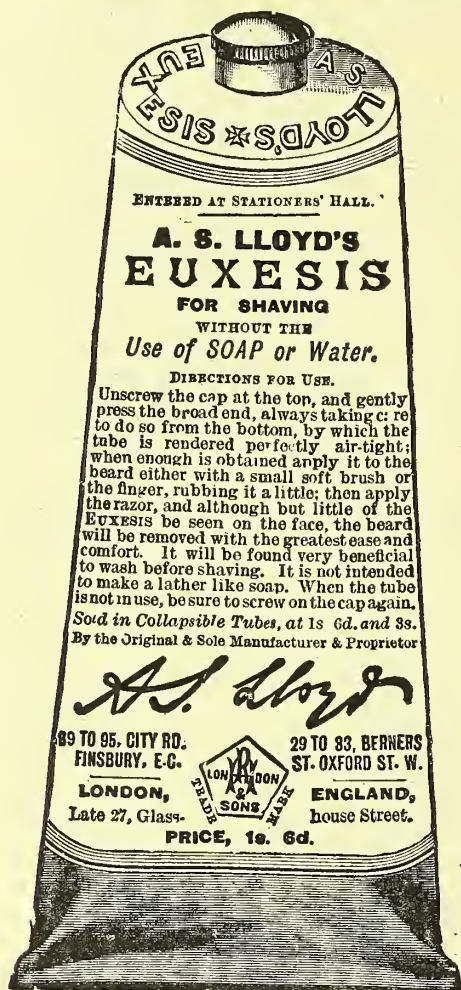 A S LLOYD'S ✠ EUXESIS
ENTERED AT STATIONERS' HALL.
A. S. LLOYD'S
EUXESIS
FOR SHAVING
WITHOUT THE
Use of SOAP or Water.
DIRECTIONS FOR USE.
Unscrew the cap at the top, and gently
press the broad end, always taking c: re
to do so from the bottom, by which the
tube is rendered perfectly air-tight;
when enough is obtained apply it to the
beard either with a small soft brush or
the finger, rubbing it a little; then apply
the razor, and although but little of the
EUXESIS be seen on the face, the beard
will be removed with the greatest ease and
comfort. It will be found very beneficial
to wash before shaving. It is not intended
to make a lather like soap. When the tube
is not in use, be sure to screw on the cap again.
Sold in Collapsible Tubes, at 1s 6d. and 3s.
By the Original & Sole Manufacturer & Proprietor
A.S. Lloyd
89 TO 95, CITY RD. 29 TO 33, BERNERS
FINSBURY, E.C. ST. OXFORD ST. W.
LONDON, ENGLAND,
Late 27, Glass- house Street.
LONDON
& SONS
TRADE MARK
PRICE, 1s. 6d.